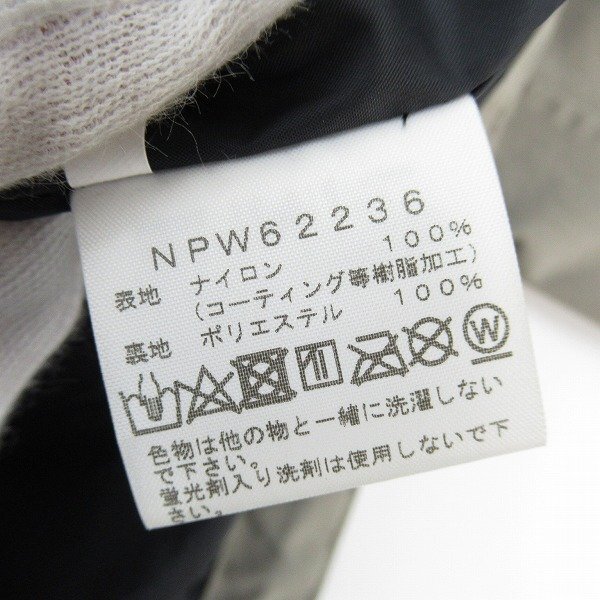 NPW62236
表地 ナイロン 100%
(コーティング等樹脂加工)
裏地 ポリエステル 100%
W
色物は他の物と一緒に洗濯しない
で下さい。
蛍光剤入り洗剤は使用しないで下
さい。